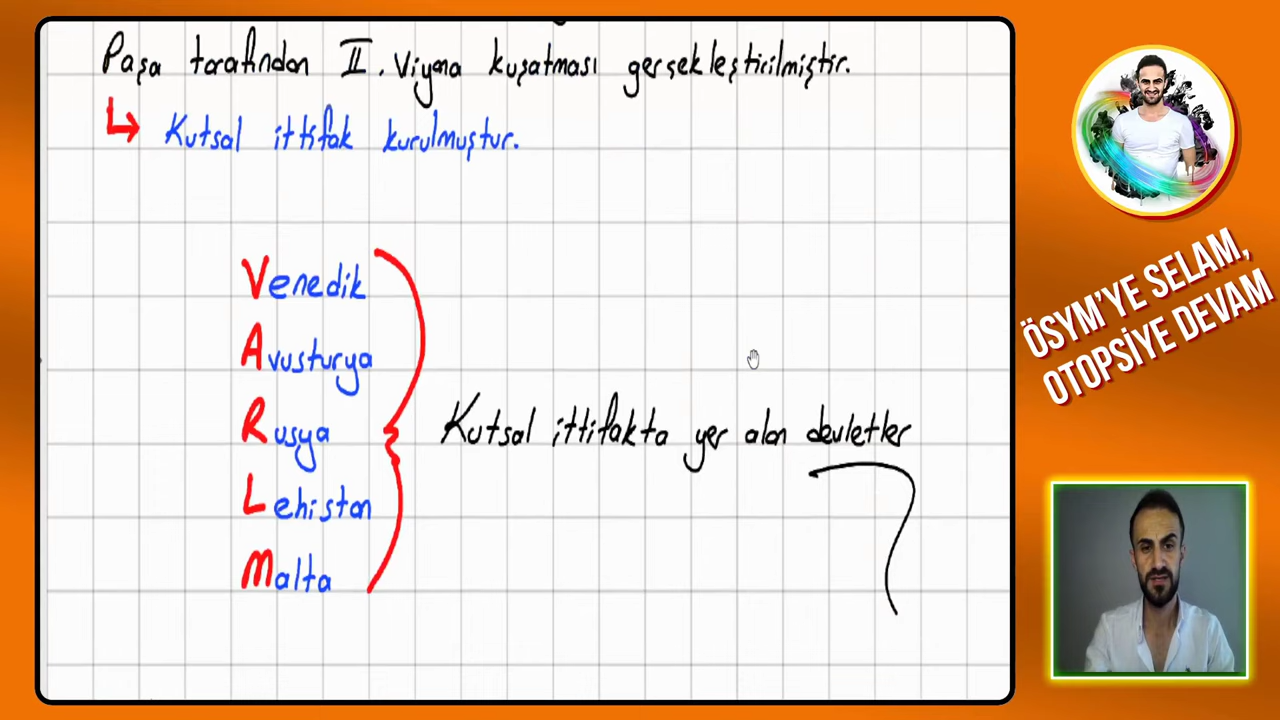 Paşa tarafından II. Viyana kuşatması gerçekleştirilmiştir.
↳ Kutsal ittifak kurulmuştur.
Venedik
Avusturya
Rusya
Lehistan
Malta
Kutsal ittifakta yer alan devletler
ÖSYM'YE SELAM,
OTOPSİYE DEVAM